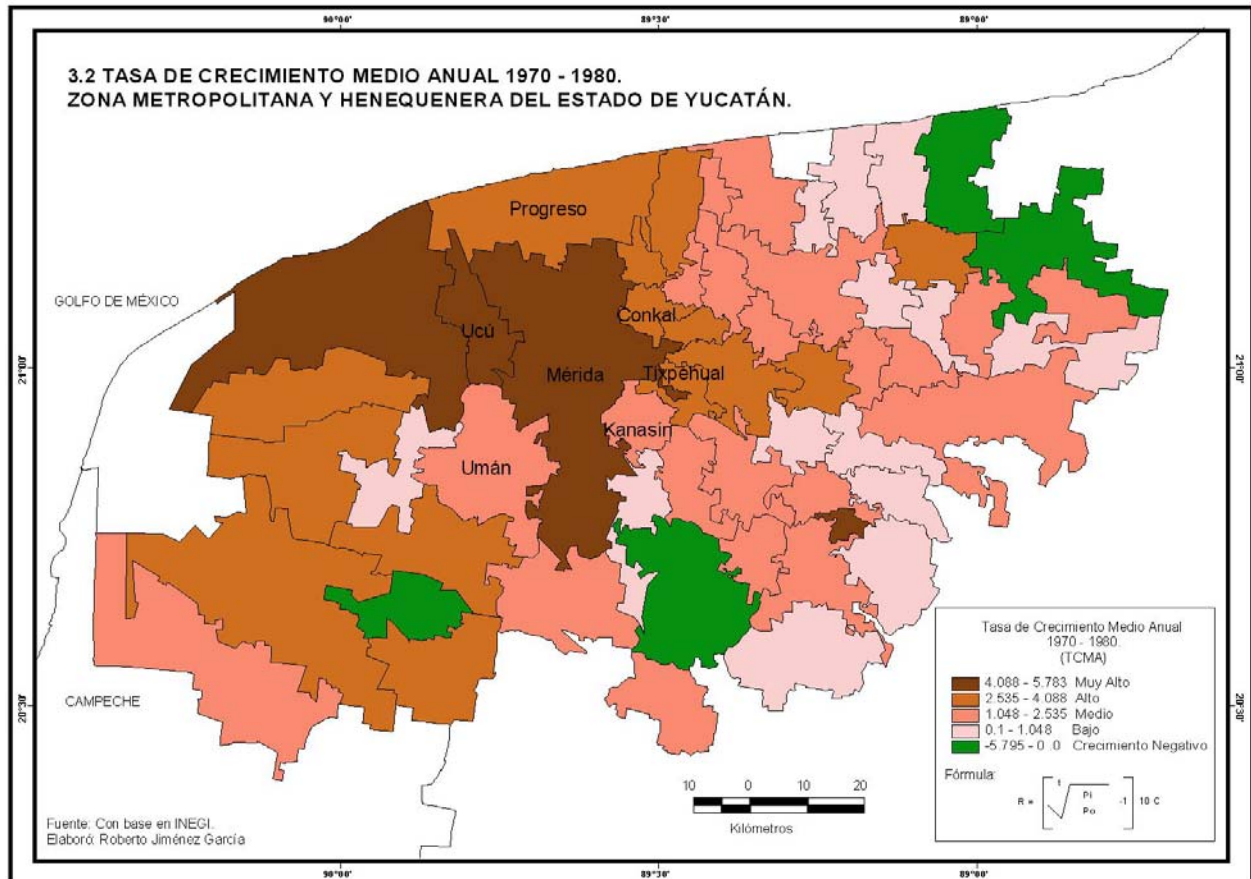 90°00'
89°30'
89°00'
3.2 TASA DE CRECIMIENTO MEDIO ANUAL 1970 - 1980.
ZONA METROPOLITANA Y HENEQUENERA DEL ESTADO DE YUCATÁN.
Progreso
GOLFO DE MÉXICO
Ucú
Conkal
21°00'
Mérida
Tixpéhual
21°00'
Kanasín
Umán
CAMPECHE
20°30'
20°30'
Tasa de Crecimiento Medio Anual
1970 - 1980.
(TCMA)
4.088 - 5.783 Muy Alto
2.535 - 4.088 Alto
1.048 - 2.535 Medio
0.1 - 1.048 Bajo
-5.795 - 0 .0 Crecimiento Negativo
Fórmula:
R = [ t √ Pi / Po -1 ] 10 C
10 0 10 20
Kilómetros
Fuente: Con base en INEGI.
Elaboró: Roberto Jiménez García
90°00'
89°30'
89°00'